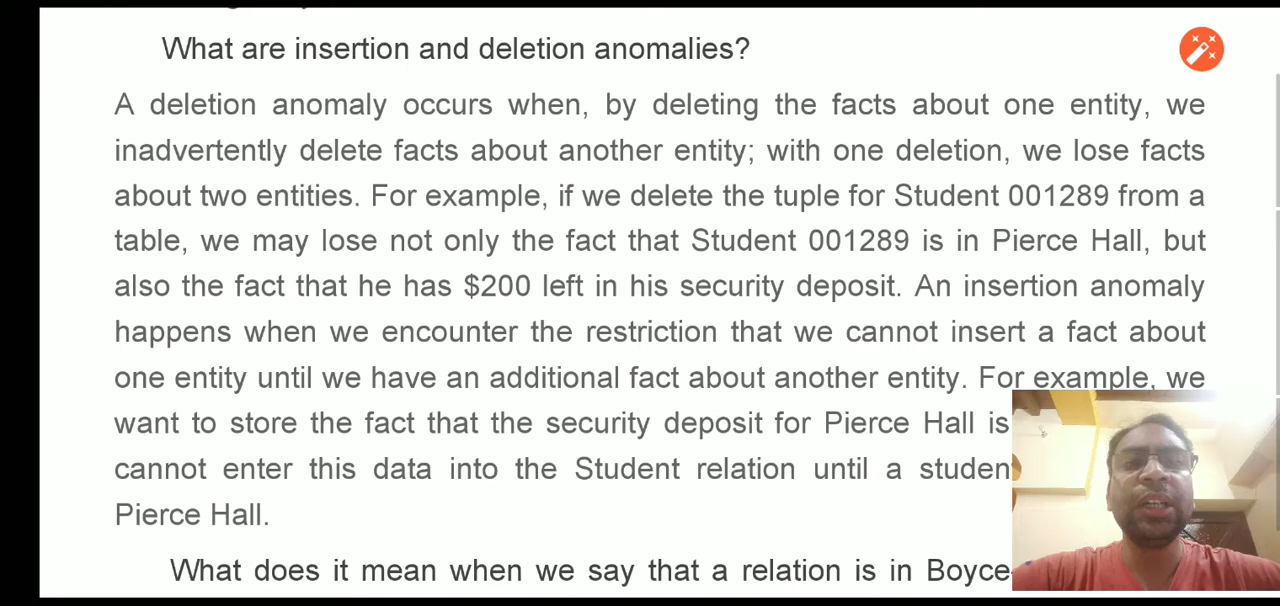 What are insertion and deletion anomalies?
A deletion anomaly occurs when, by deleting the facts about one entity, we
inadvertently delete facts about another entity; with one deletion, we lose facts
about two entities. For example, if we delete the tuple for Student 001289 from a
table, we may lose not only the fact that Student 001289 is in Pierce Hall, but
also the fact that he has $200 left in his security deposit. An insertion anomaly
happens when we encounter the restriction that we cannot insert a fact about
one entity until we have an additional fact about another entity. For example, we
want to store the fact that the security deposit for Pierce Hall is
cannot enter this data into the Student relation until a studen
Pierce Hall.
What does it mean when we say that a relation is in Boyce-